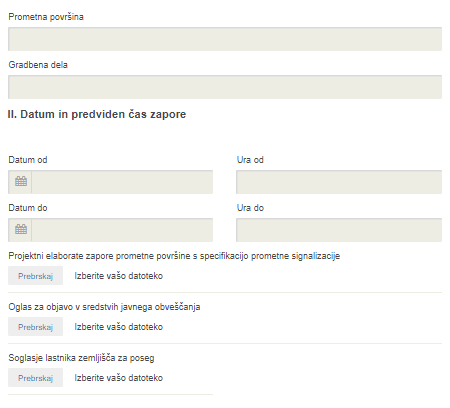 Prometna površina
Gradbena dela
II. Datum in predviden čas zapore
Datum od Ura od
Datum do Ura do
Projektni elaborate zapore prometne površine s specifikacijo prometne signalizacije
Prebrskaj Izberite vašo datoteko
Oglas za objavo v sredstvih javnega obveščanja
Prebrskaj Izberite vašo datoteko
Soglasje lastnika zemljišča za poseg
Prebrskaj Izberite vašo datoteko